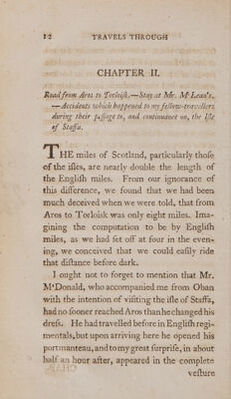 12 TRAVELS THROUGH
CHAPTER II.
Road from Aros to Torloisk.—Stay at Mr. M‘Lean's.
—Accidents which happened to my fellow-travellers
during their passage to, and continuance on, the Isle
of Staffa.
THE miles of Scotland, particularly thoſe
of the iſles, are nearly double the length of
the Engliſh miles. From our ignorance of
this difference, we found that we had been
much deceived when we were told, that from
Aros to Torloiſk was only eight miles. Ima-
gining the computation to be by Engliſh
miles, as we had ſet off at four in the even-
ing, we conceived that we could eaſily ride
that diſtance before dark.
I ought not to forget to mention that Mr.
M‘Donald, who accompanied me from Oban
with the intention of viſiting the iſle of Staffa,
had no ſooner reached Aros than he changed his
dreſs. He had travelled before in Engliſh regi-
mentals, but upon arriving here he opened his
portmanteau, and to my great ſurpriſe, in about
half an hour after, appeared in the complete
veſture